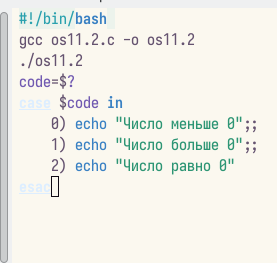 #!/bin/bash
gcc os11.2.c -o os11.2
./os11.2
code=$?
case $code in
    0) echo "Число меньше 0";;
    1) echo "Число больше 0";;
    2) echo "Число равно 0"
esac